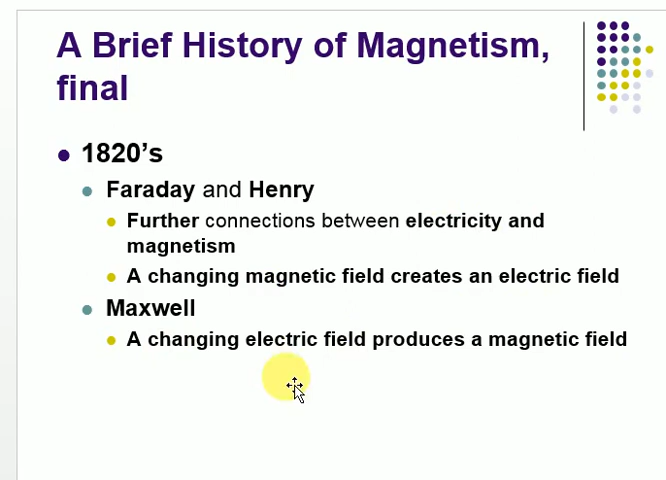 A Brief History of Magnetism,
final
1820’s
Faraday and Henry
Further connections between electricity and
magnetism
A changing magnetic field creates an electric field
Maxwell
A changing electric field produces a magnetic field